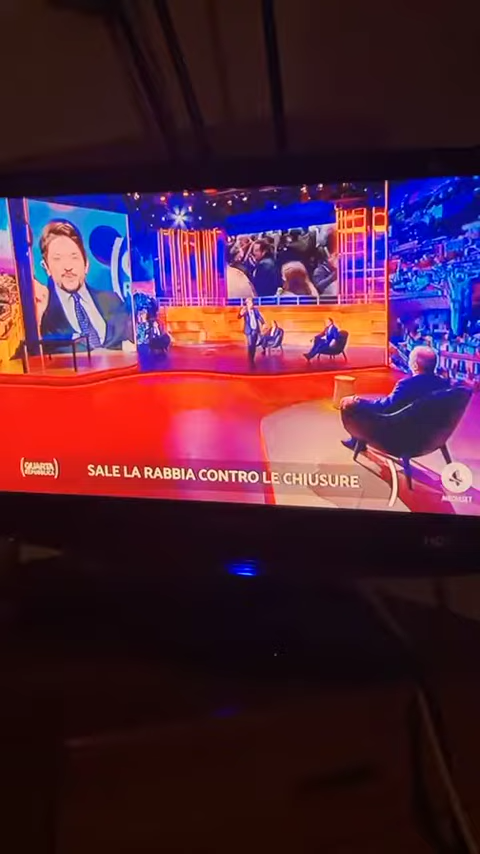 QUARTA
REPUBBLICA
SALE LA RABBIA CONTRO LE CHIUSURE
MEDIASET